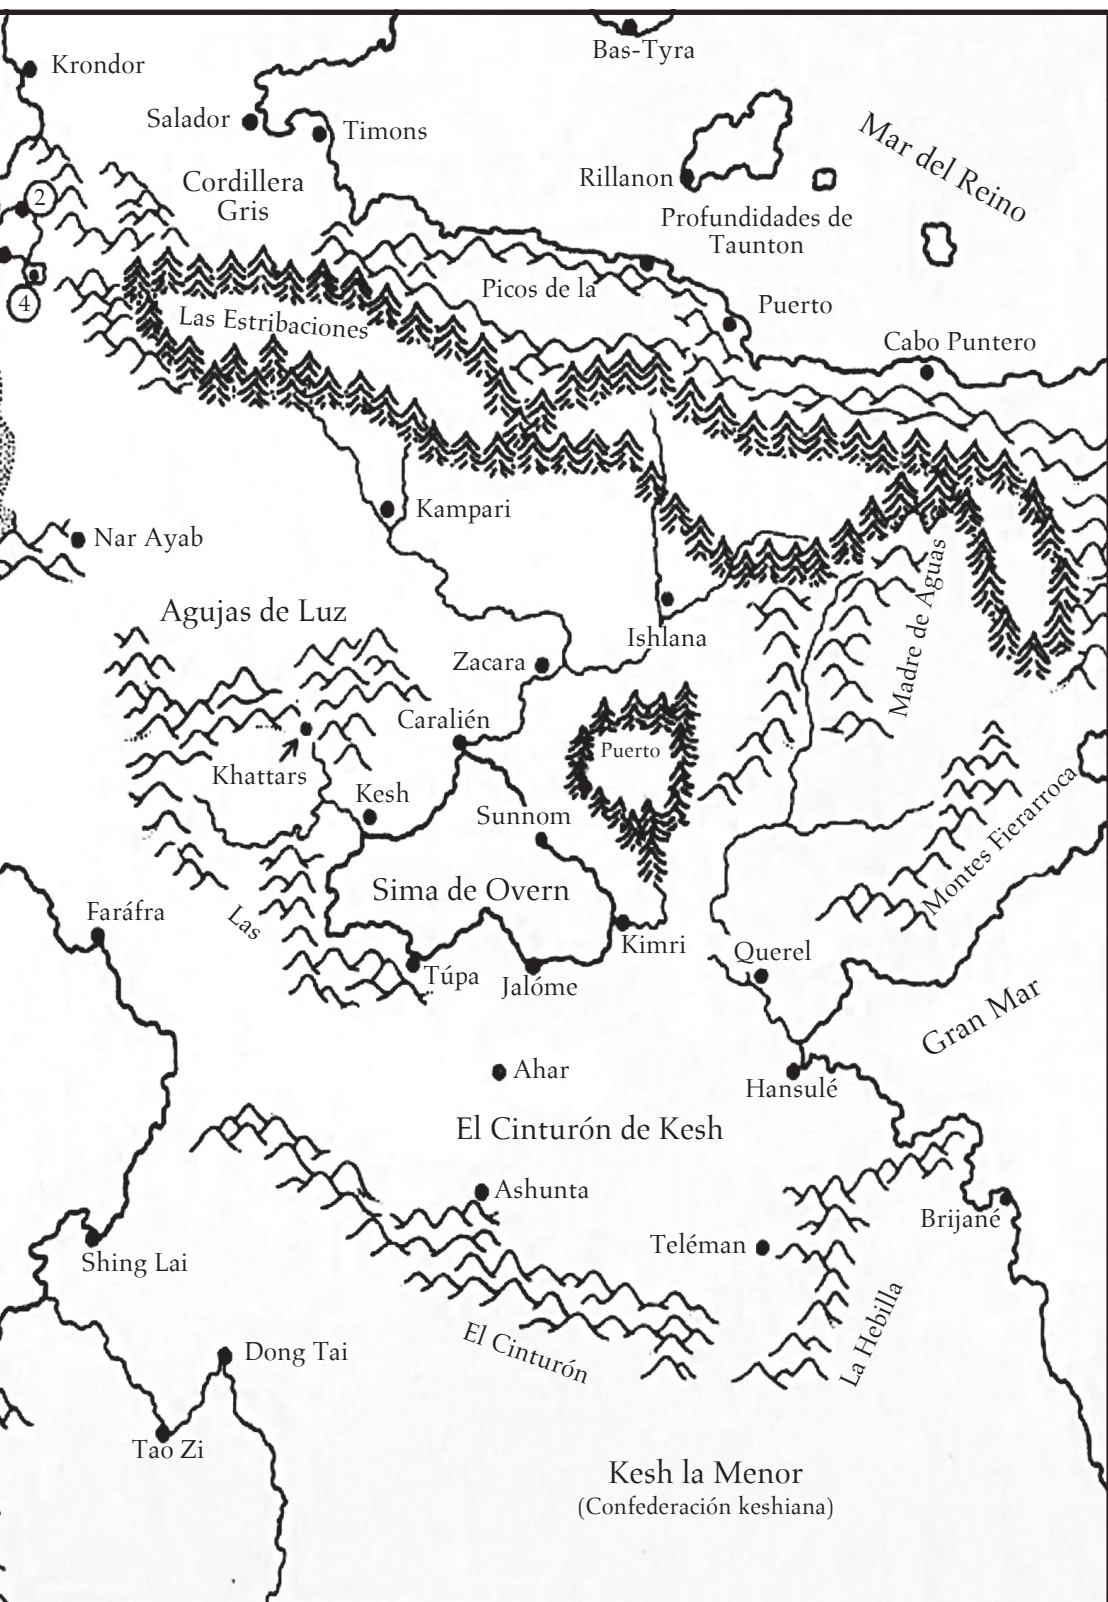 Bas-Tyra
Krondor
Salador
Timons
Mar del Reino
Cordillera
Gris
Rillanon
2
Profundidades de
Taunton
Picos de la
4
Las Estribaciones
Puerto
Cabo Puntero
Kampari
Nar Ayab
Agujas de Luz
Ishlana
Madre de Aguas
Zacara
Caralién
Puerto
Khattars
Kesh
Sunnom
Montes Fierarroca
Sima de Overn
Faráfra
Las
Kimri
Querel
Túpa
Jalóme
Gran Mar
Ahar
Hansulé
El Cinturón de Kesh
Ashunta
Brijané
Teléman
Shing Lai
La Hebilla
El Cinturón
Dong Tai
Tao Zi
Kesh la Menor
(Confederación keshiana)